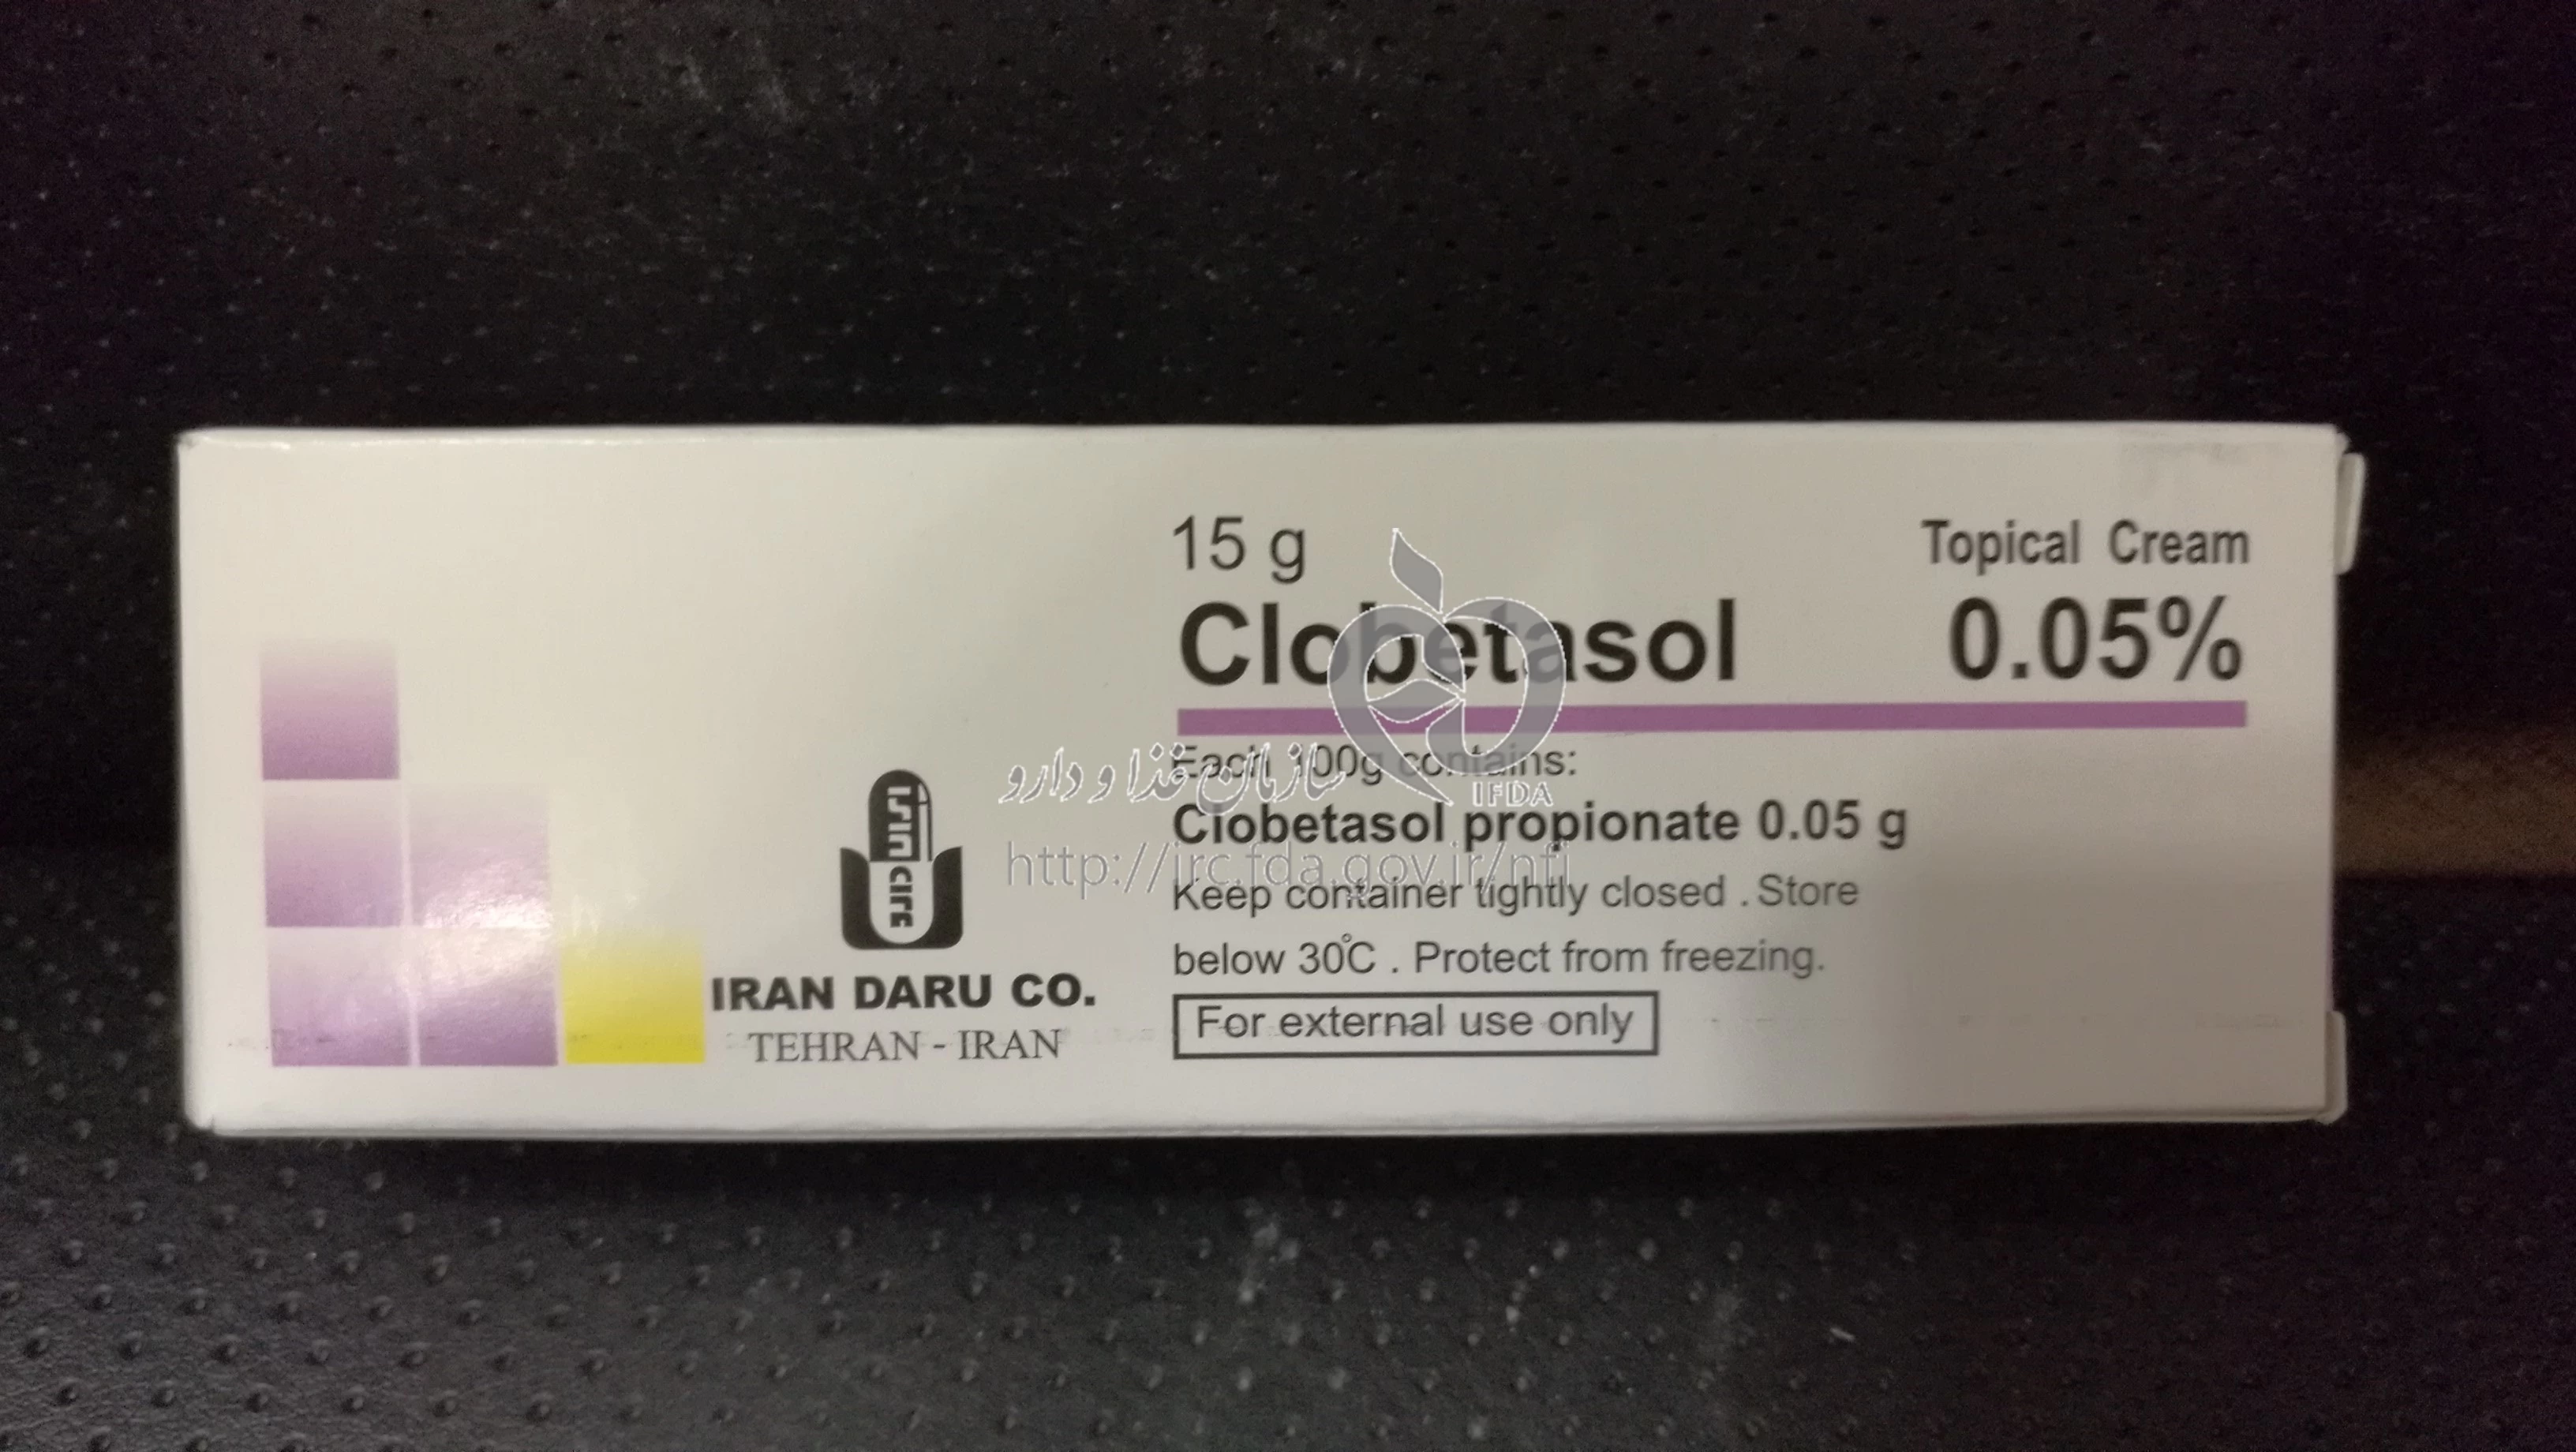 15 g
Topical Cream
Clobetasol 0.05%
Each 100g contains:
Clobetasol propionate 0.05 g
Keep container tightly closed . Store
below 30°C . Protect from freezing.
For external use only
IRAN DARU CO.
TEHRAN - IRAN
سازمان غذا و دارو
IFDA
http://irc.fda.gov.ir/nfi